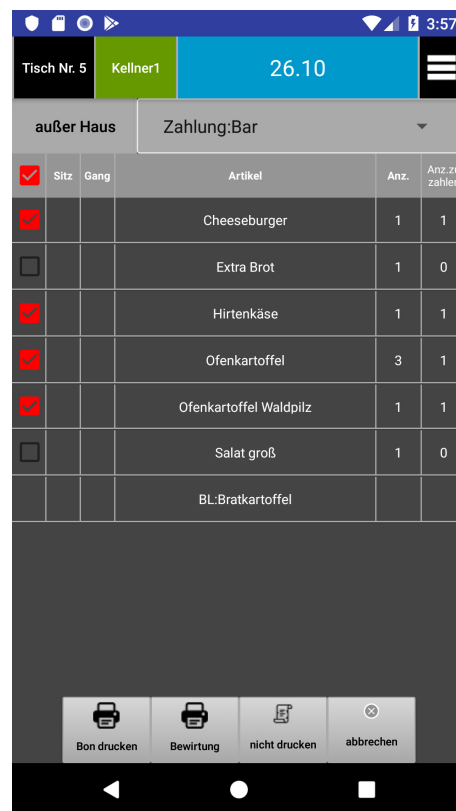 3:57
Tisch Nr. 5 Kellner1 26.10
außer Haus Zahlung:Bar
Sitz Gang Artikel Anz. Anz.zu
zahlen
Cheeseburger 1 1
Extra Brot 1 0
Hirtenkäse 1 1
Ofenkartoffel 3 1
Ofenkartoffel Waldpilz 1 1
Salat groß 1 0
BL:Bratkartoffel
Bon drucken Bewirtung nicht drucken abbrechen